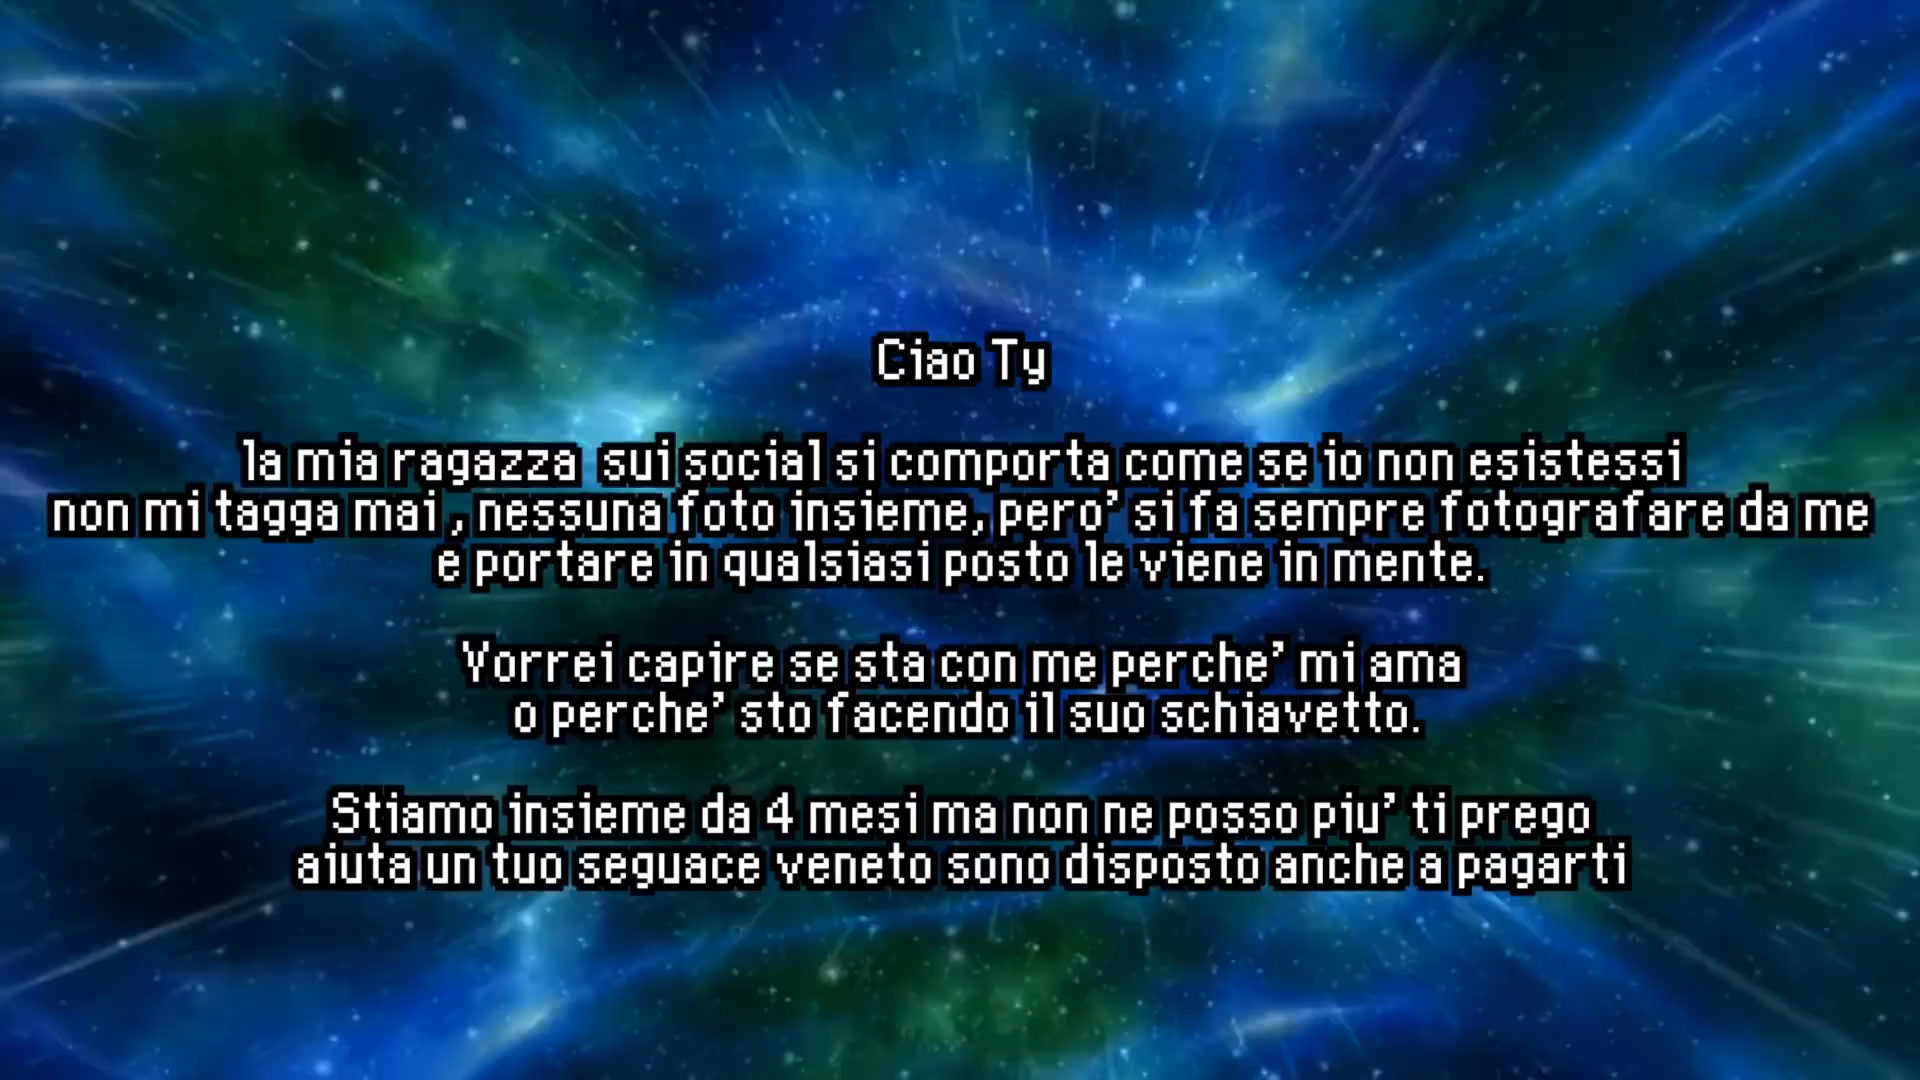 Ciao Ty
la mia ragazza sui social si comporta come se io non esistessi
non mi tagga mai , nessuna foto insieme, pero' si fa sempre fotografare da me
e portare in qualsiasi posto le viene in mente.
Vorrei capire se sta con me perche' mi ama
o perche' sto facendo il suo schiavetto.
Stiamo insieme da 4 mesi ma non ne posso piu' ti prego
aiuta un tuo seguace veneto sono disposto anche a pagarti